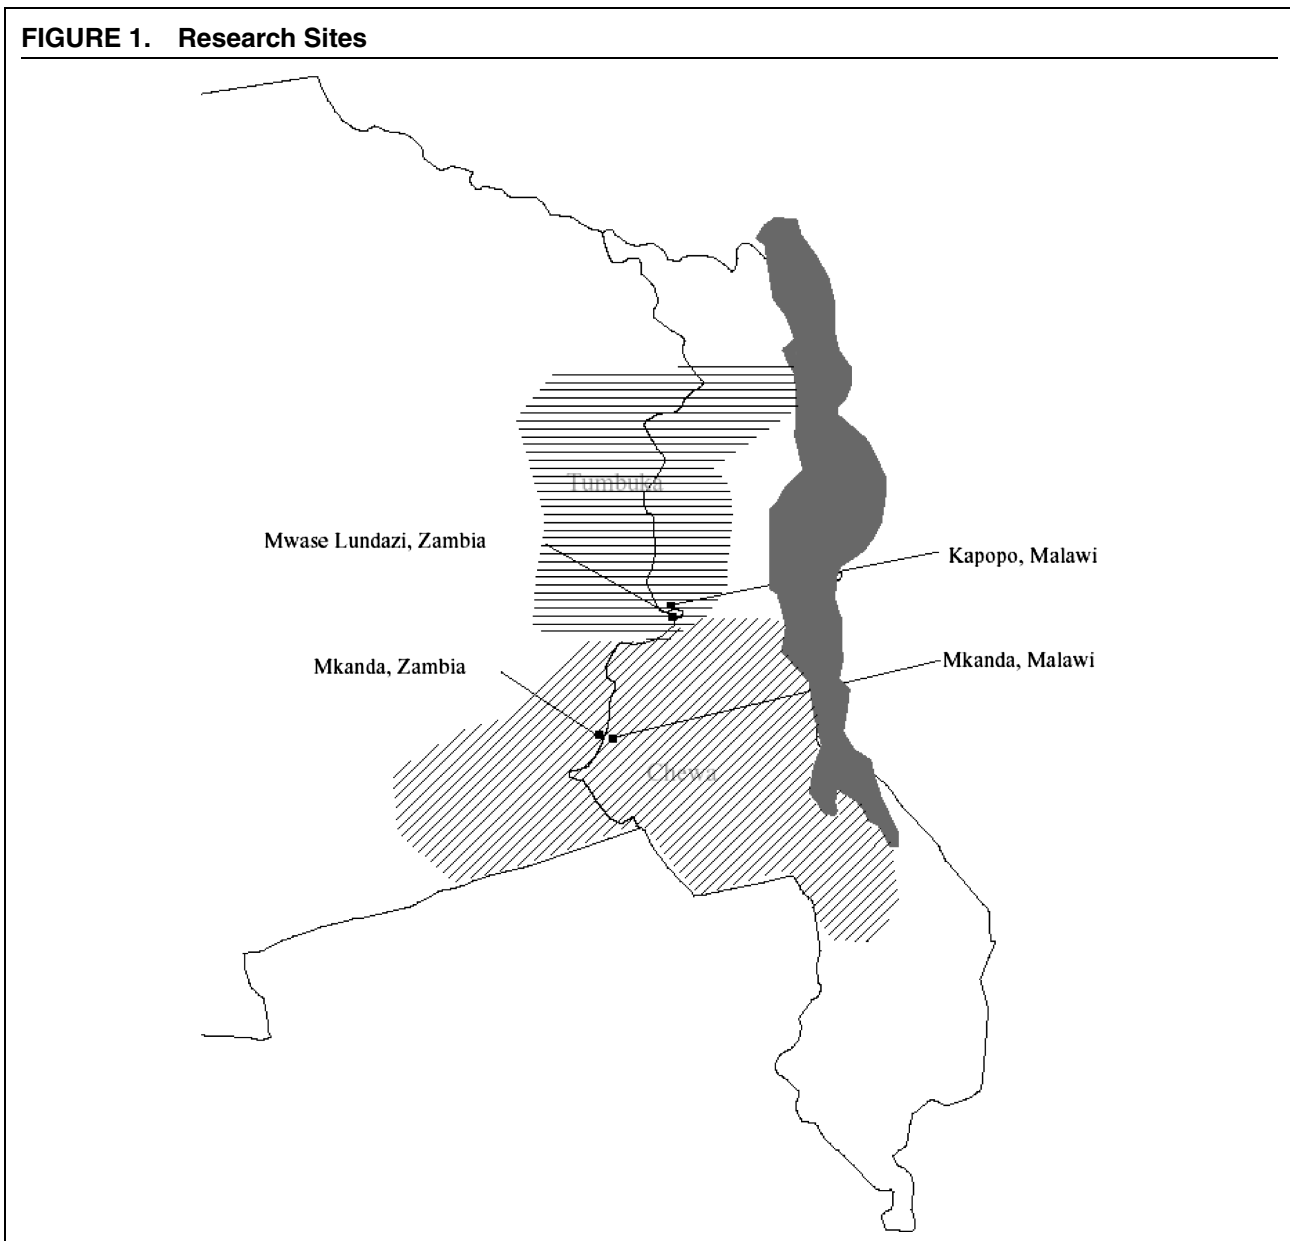 FIGURE 1. Research Sites
Tumbuka
Mwase Lundazi, Zambia
Kapopo, Malawi
Mkanda, Zambia
Mkanda, Malawi
Chewa